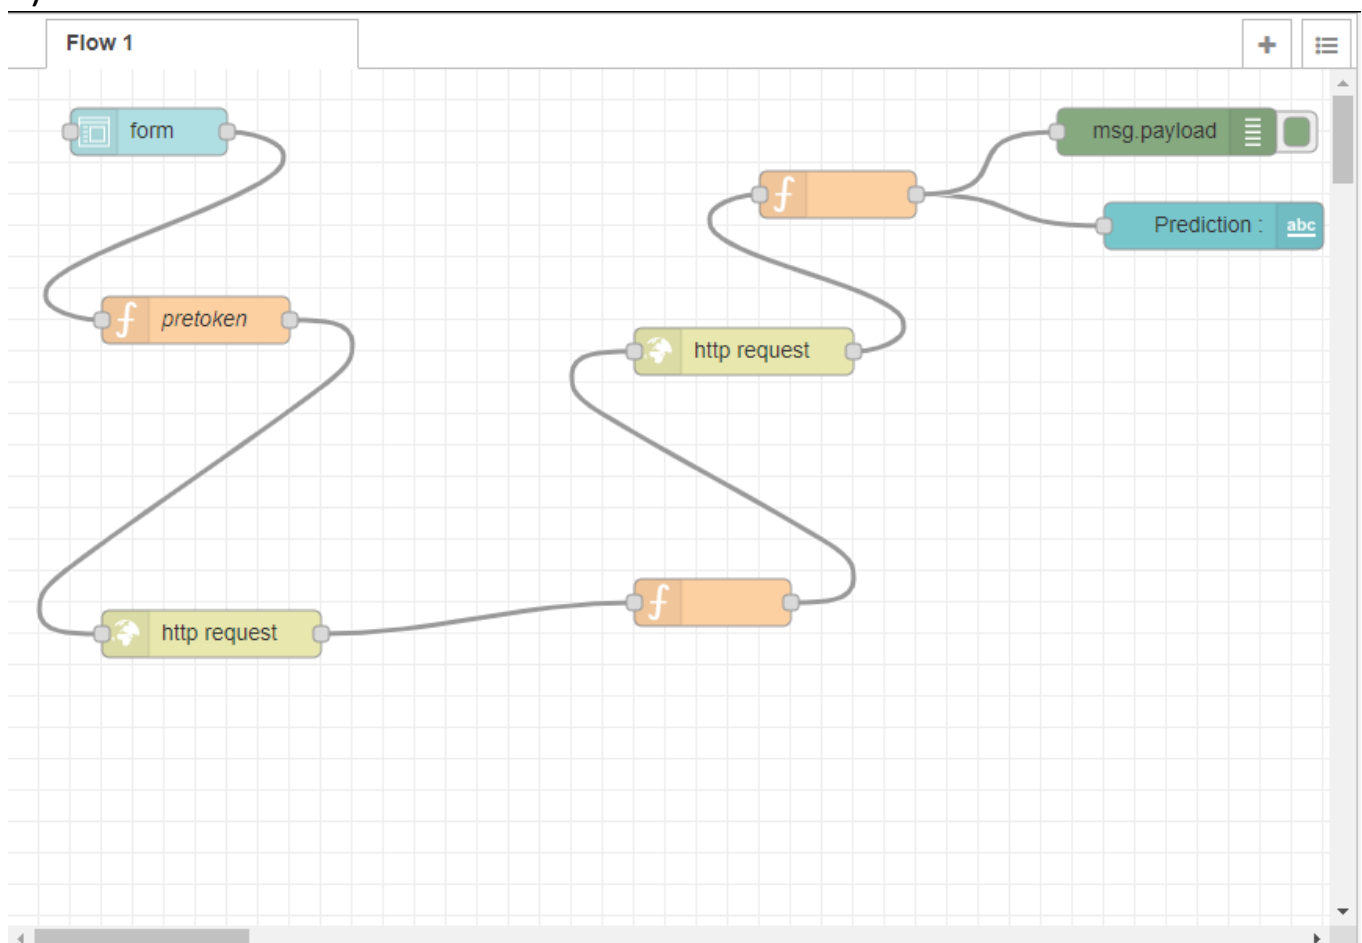 Flow 1
form
msg.payload
Prediction :
abc
pretoken
http request
http request